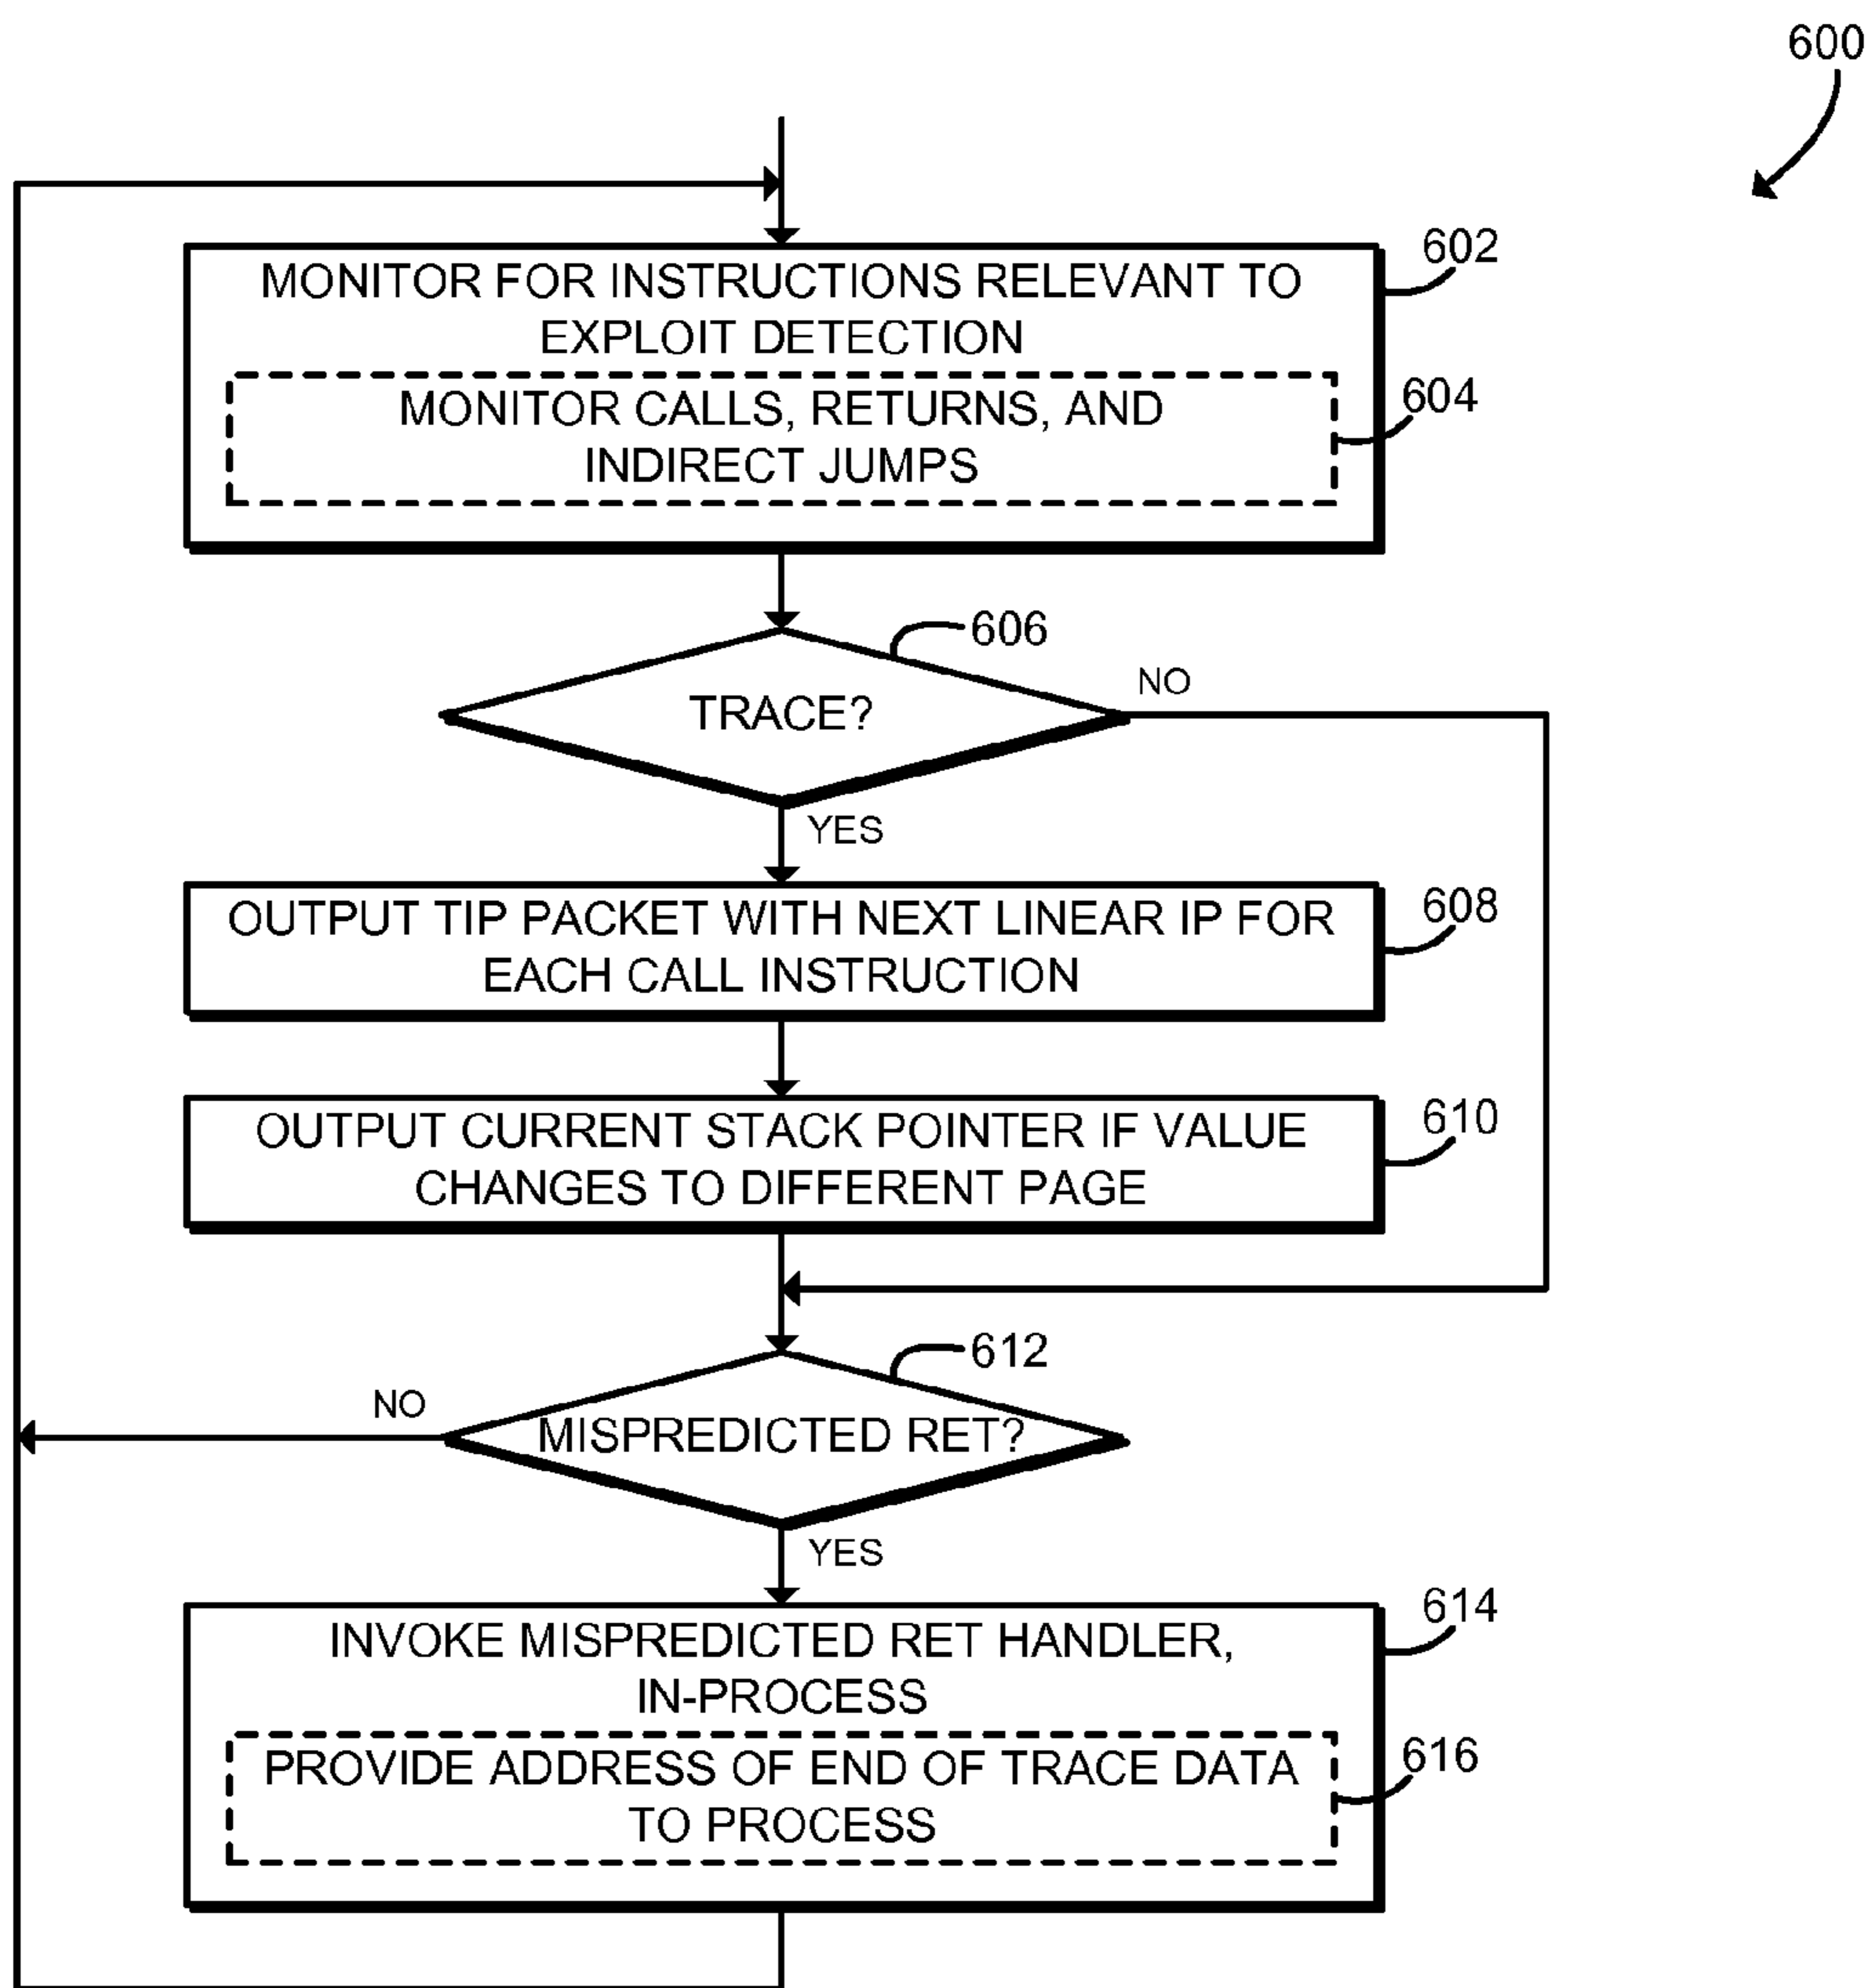 600
MONITOR FOR INSTRUCTIONS RELEVANT TO
EXPLOIT DETECTION
602
MONITOR CALLS, RETURNS, AND
INDIRECT JUMPS
604
606
TRACE?
NO
YES
OUTPUT TIP PACKET WITH NEXT LINEAR IP FOR
EACH CALL INSTRUCTION
608
OUTPUT CURRENT STACK POINTER IF VALUE
CHANGES TO DIFFERENT PAGE
610
612
NO
MISPREDICTED RET?
YES
INVOKE MISPREDICTED RET HANDLER,
IN-PROCESS
614
PROVIDE ADDRESS OF END OF TRACE DATA
TO PROCESS
616